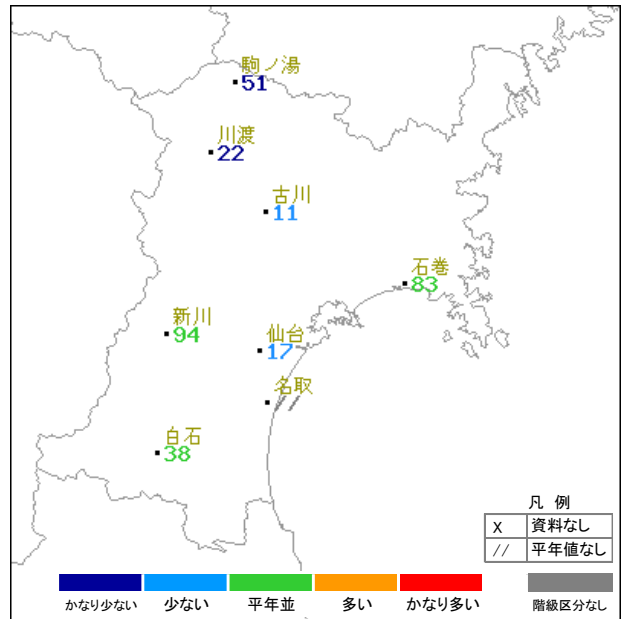 駒ノ湯
51
川渡
22
古川
11
石巻
83
新川
94
仙台
17
名取
//
白石
38
凡 例
X 資料なし
// 平年値なし
かなり少ない 少ない 平年並 多い かなり多い 階級区分なし